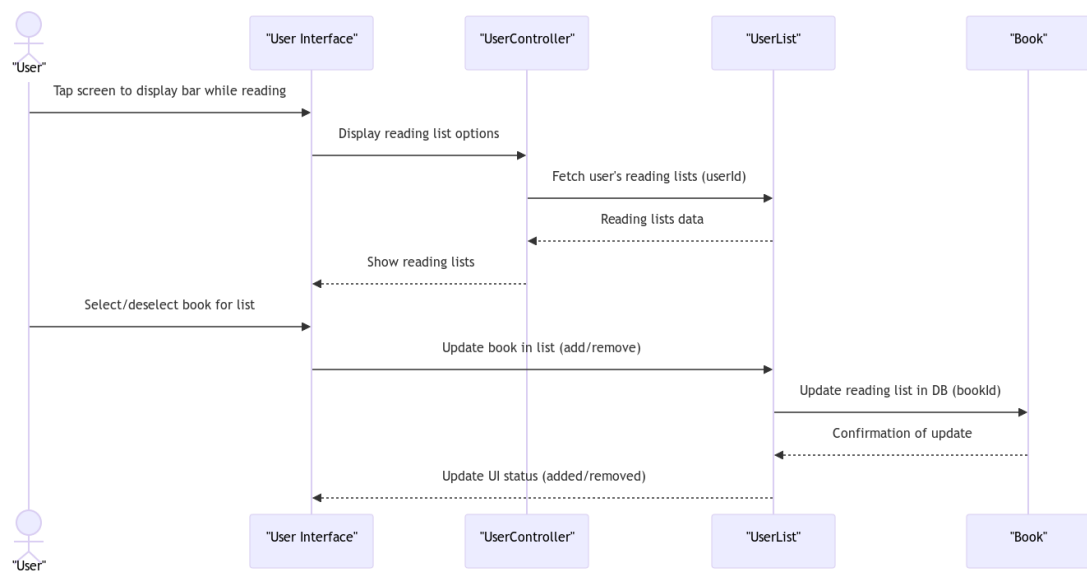 "User"
"User Interface"
"UserController"
"UserList"
"Book"
Tap screen to display bar while reading
Display reading list options
Fetch user's reading lists (userId)
Reading lists data
Show reading lists
Select/deselect book for list
Update book in list (add/remove)
Update reading list in DB (bookId)
Confirmation of update
Update UI status (added/removed)
"User"
"User Interface"
"UserController"
"UserList"
"Book"